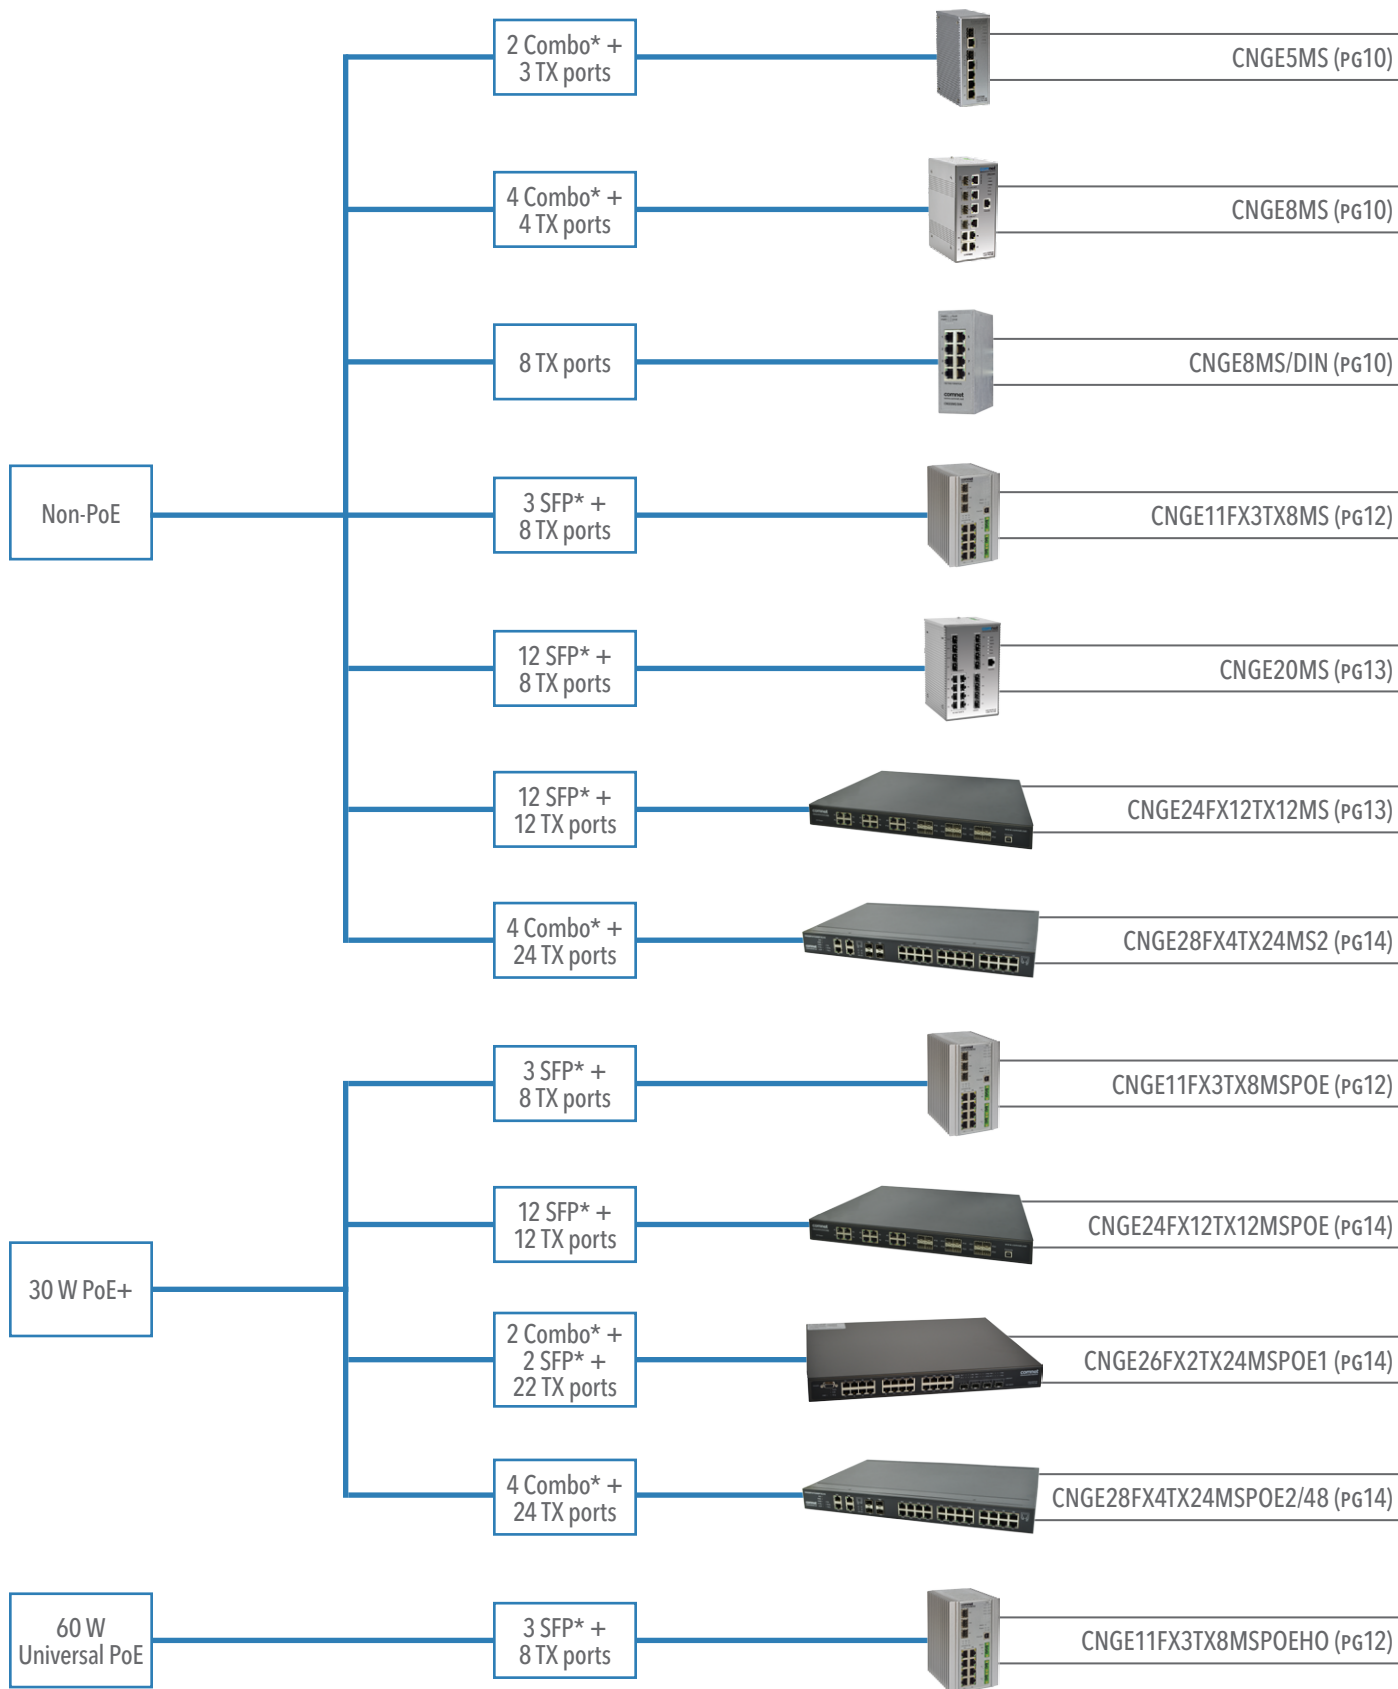 2 Combo* +
3 TX ports
CNGE5MS (PG10)
4 Combo* +
4 TX ports
CNGE8MS (PG10)
8 TX ports
comnet
CNGE8MS/DIN (PG10)
Non-PoE
3 SFP* +
8 TX ports
CNGE11FX3TX8MS (PG12)
12 SFP* +
8 TX ports
CNGE20MS (PG13)
12 SFP* +
12 TX ports
comnet
CNGE24FX12TX12MS (PG13)
4 Combo* +
24 TX ports
CNGE28FX4TX24MS2 (PG14)
3 SFP* +
8 TX ports
CNGE11FX3TX8MSPOE (PG12)
12 SFP* +
12 TX ports
comnet
CNGE24FX12TX12MSPOE (PG14)
30 W PoE+
2 Combo* +
2 SFP* +
22 TX ports
comnet
CNGE26FX2TX24MSPOE1 (PG14)
4 Combo* +
24 TX ports
CNGE28FX4TX24MSPOE2/48 (PG14)
60 W
Universal PoE
3 SFP* +
8 TX ports
CNGE11FX3TX8MSPOEHO (PG12)